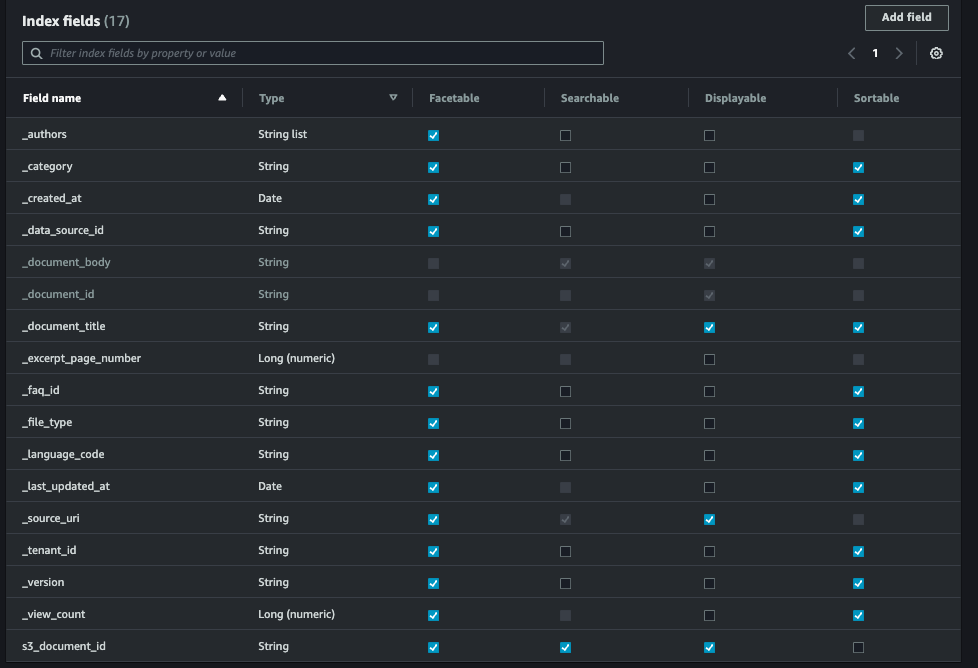 Index fields (17)
Add field
Filter index fields by property or value
1
Field name Type Facetable Searchable Displayable Sortable
_authors String list
_category String
_created_at Date
_data_source_id String
_document_body String
_document_id String
_document_title String
_excerpt_page_number Long (numeric)
_faq_id String
_file_type String
_language_code String
_last_updated_at Date
_source_uri String
_tenant_id String
_version String
_view_count Long (numeric)
s3_document_id String